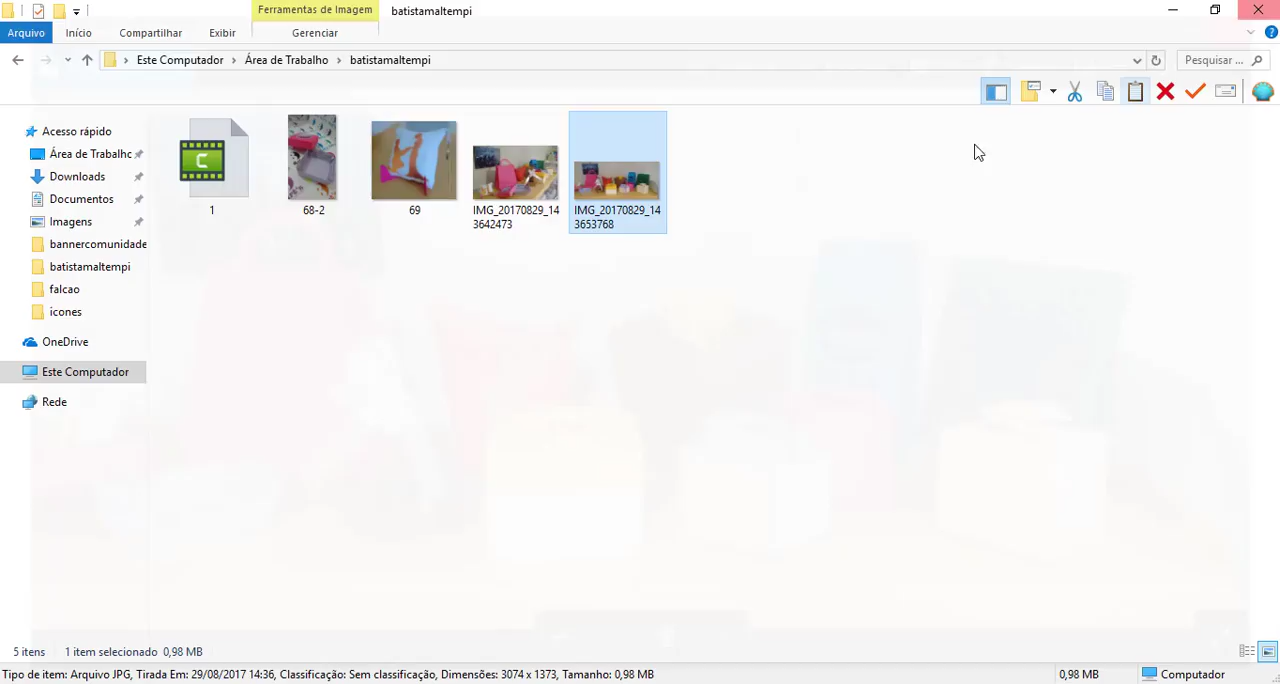 Ferramentas de Imagem
batistamaltempi
Arquivo
Início
Compartilhar
Exibir
Gerenciar
Este Computador
Área de Trabalho
batistamaltempi
Pesquisar ...
Acesso rápido
Área de Trabalho
Downloads
Documentos
Imagens
bannercomunidade
batistamaltempi
falcao
icones
OneDrive
Este Computador
Rede
C
1
68-2
69
IMG_20170829_14
3642473
IMG_20170829_14
3653768
5 itens
1 item selecionado 0,98 MB
Tipo de item: Arquivo JPG, Tirada Em: 29/08/2017 14:36, Classificação: Sem classificação, Dimensões: 3074 x 1373, Tamanho: 0,98 MB
0,98 MB
Computador